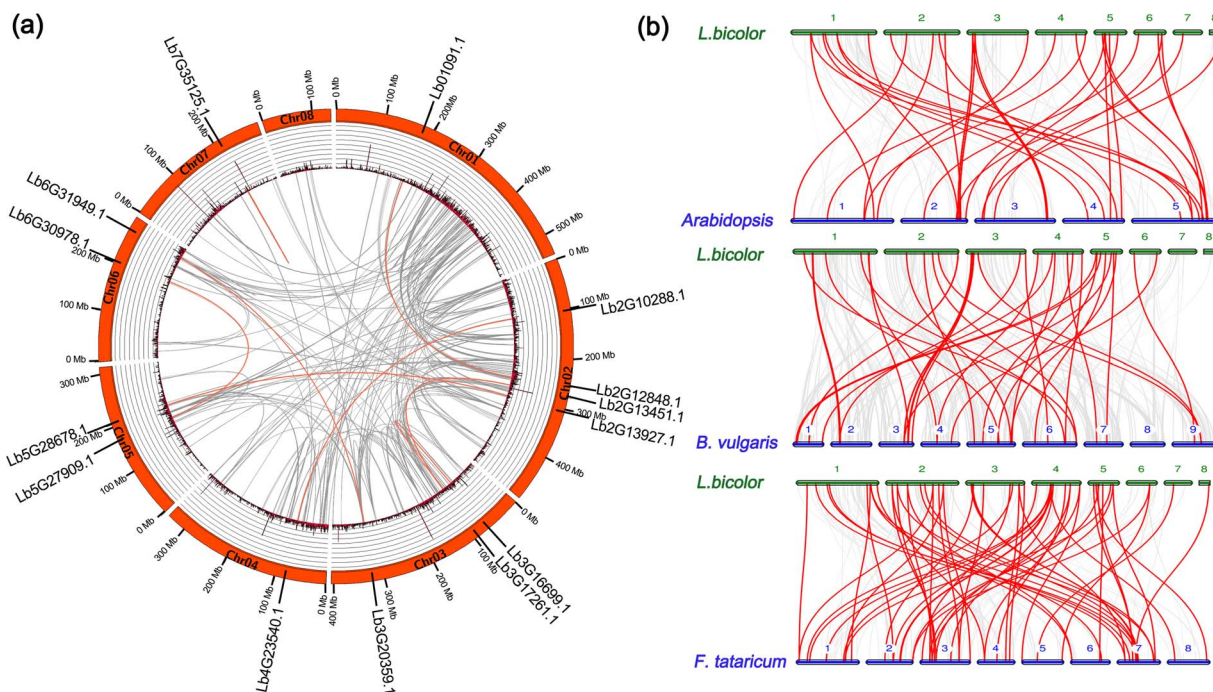 (a)
Lb7G35125.1
Lb01091.1
Lb6G31949.1
Lb6G30978.1
Lb5G28678.1
Lb5G27909.1
Lb4G23540.1
Lb3G20359.1
Lb3G17261.1
Lb3G16699.1
Lb2G13927.1
Lb2G13451.1
Lb2G12848.1
Lb2G10288.1
Chr01
0 Mb
100 Mb
200Mb
300 Mb
400 Mb
500 Mb
Chr02
0 Mb
100 Mb
200 Mb
300 Mb
400 Mb
Chr03
0 Mb
100 Mb
200 Mb
300 Mb
400 Mb
Chr04
0 Mb
100 Mb
200 Mb
300 Mb
Chr05
0 Mb
100 Mb
200 Mb
300 Mb
Chr06
0 Mb
100 Mb
200 Mb
Chr07
0 Mb
100 Mb
200 Mb
Chr08
0 Mb
100 Mb
(b)
1 2 3 4 5 6 7 8
L.bicolor
Arabidopsis
1 2 3 4 5
1 2 3 4 5 6 7 8
L.bicolor
B. vulgaris
1 2 3 4 5 6 7 8 9
1 2 3 4 5 6 7 8
L.bicolor
F. tataricum
1 2 3 4 5 6 7 8